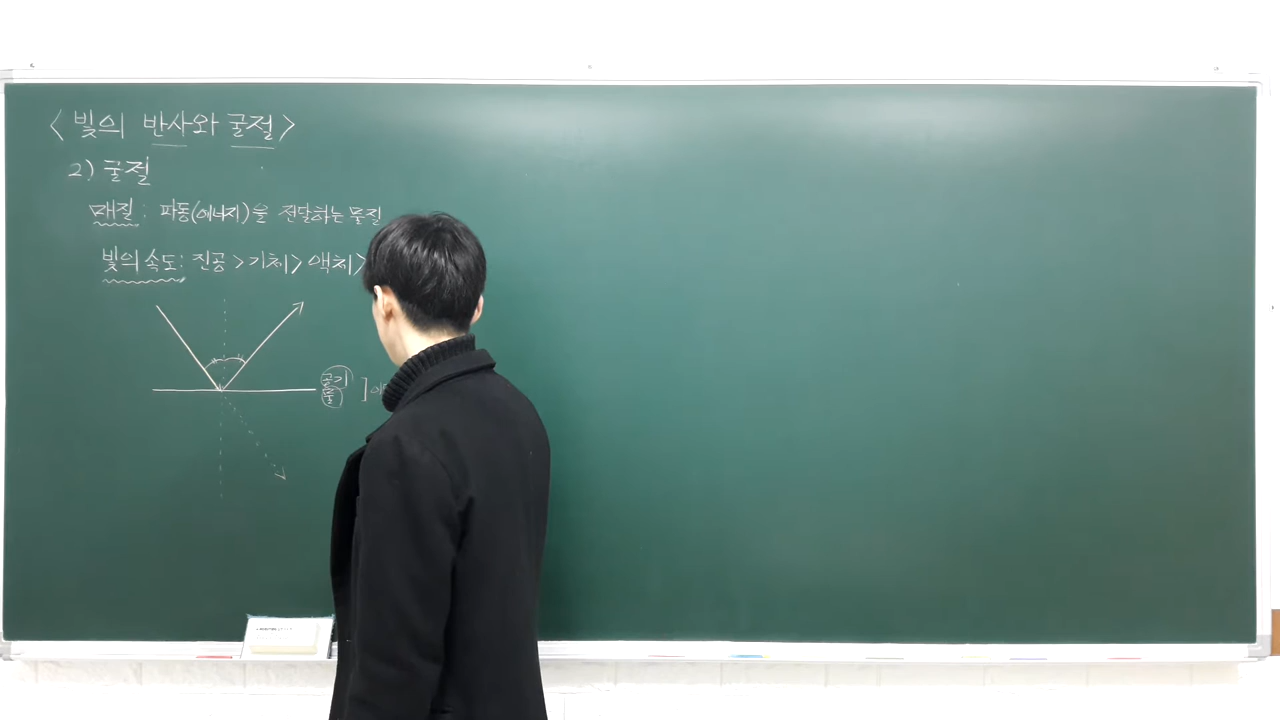 <빛의 반사와 굴절>
2) 굴절
매질 : 파동(에너지)을 전달하는 물질
빛의 속도: 진공 > 기체 > 액체 >
공기
물